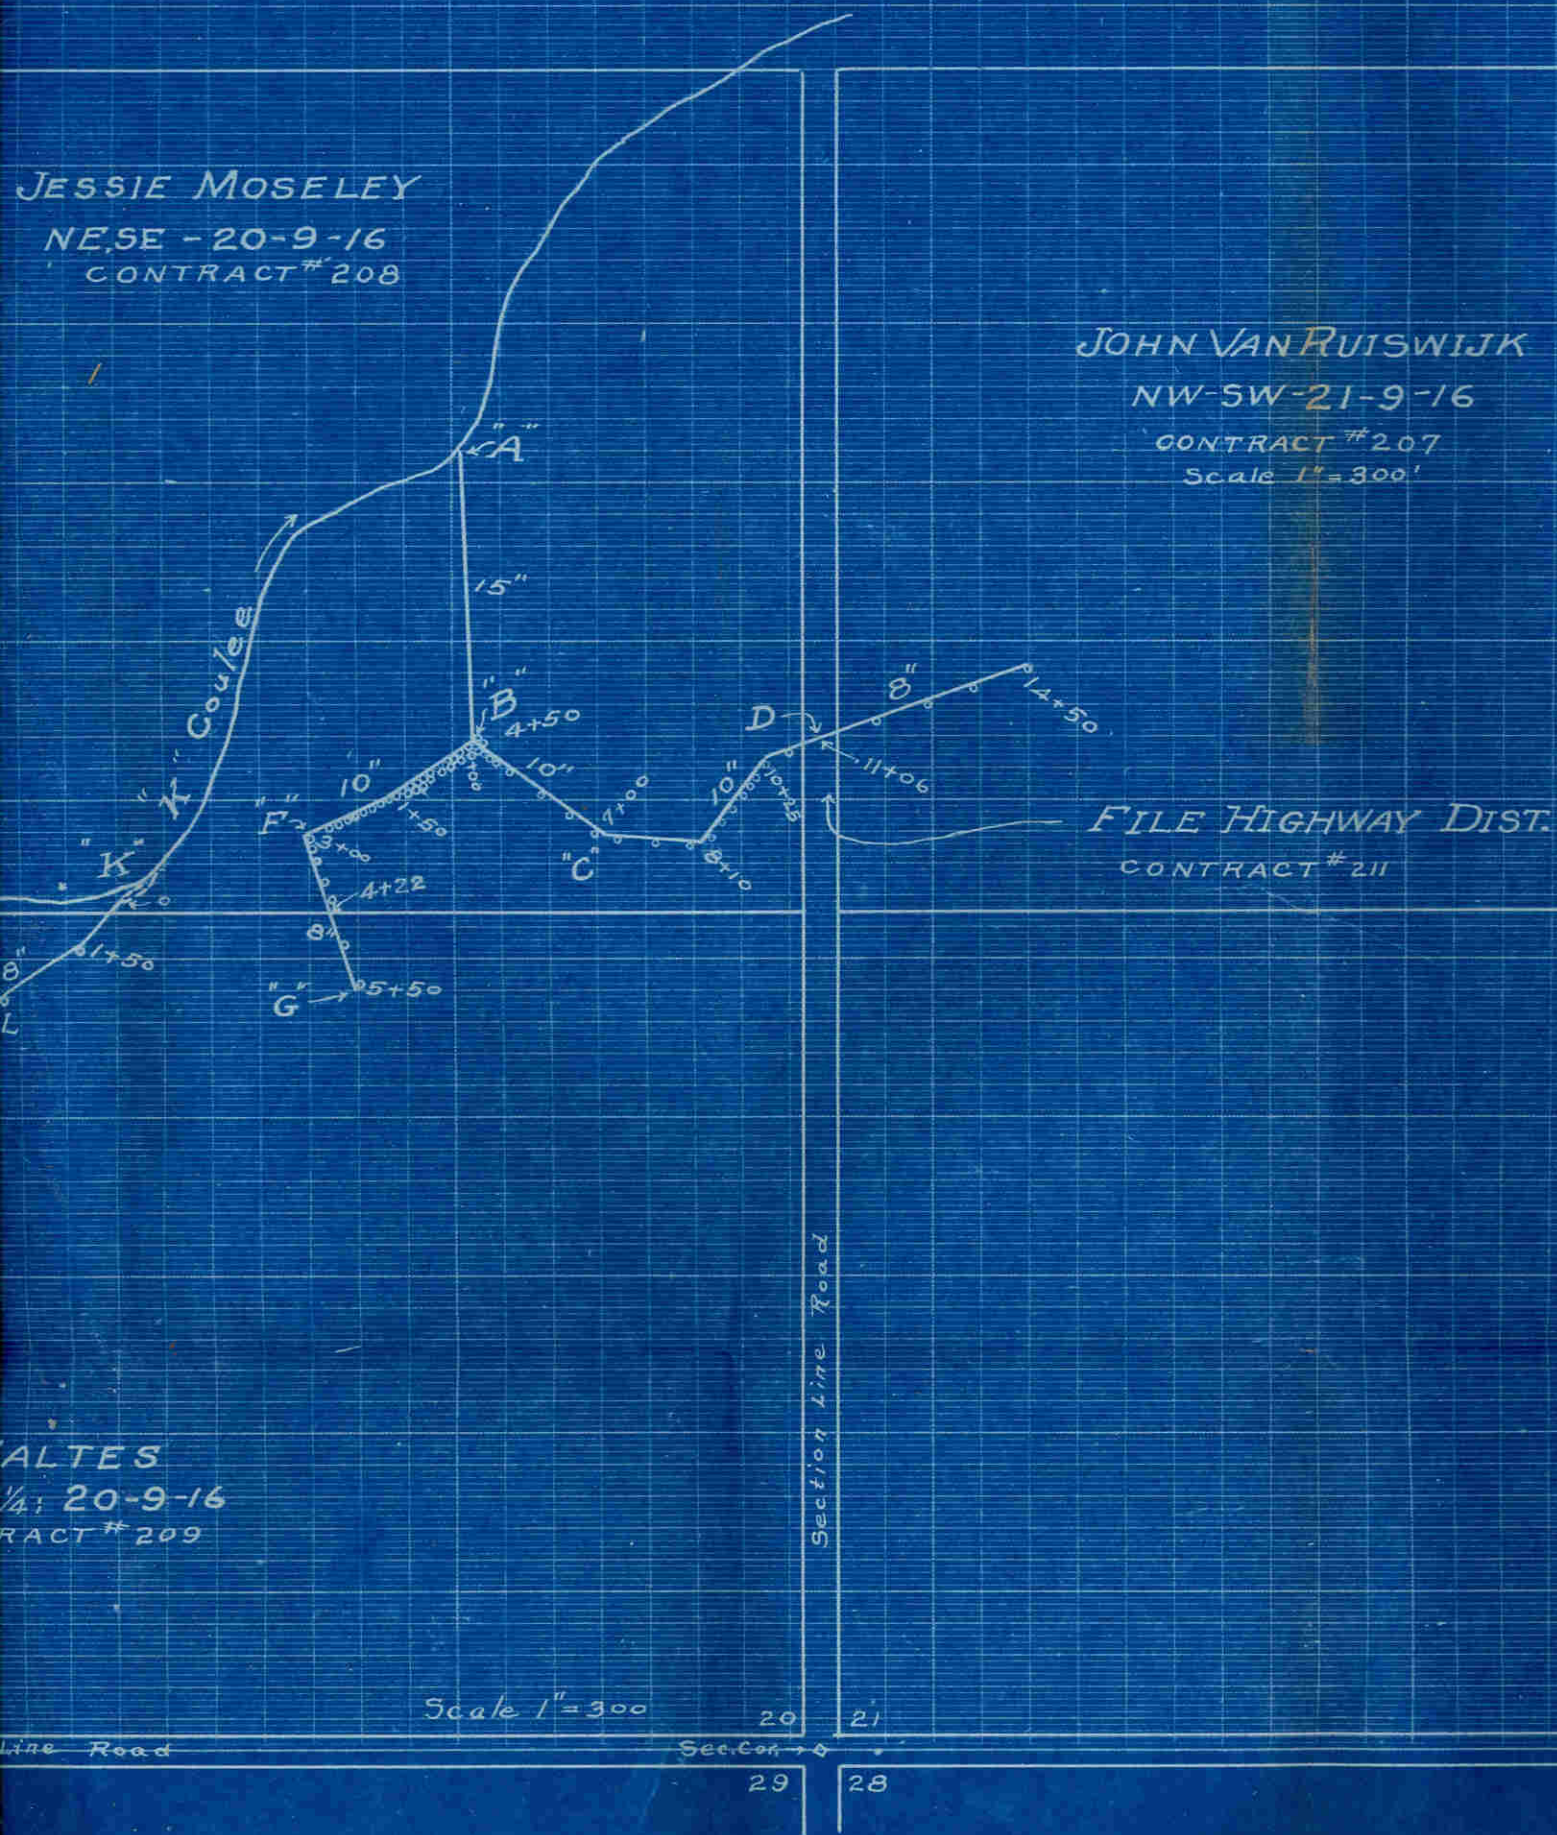 JESSIE MOSELEY
NE,SE - 20-9-16
CONTRACT # 208
JOHN VAN RUISWIJK
NW-SW-21-9-16
CONTRACT #207
Scale 1"=300'
"A"
15"
"K" Coulee
"B"
4+50
8"
14+50
D
11+06
10"
10"
7+00
10"
10+25
"F"
3+00
+50
"C"
8+10
FILE HIGHWAY DIST.
CONTRACT # 211
"K"
0
4+22
8"
1+50
"G"
5+50
8"
L
Section Line Road
ALTES
1/4; 20-9-16
RACT # 209
Scale 1"=300
20
21
Line Road
Sec.Cor.
29
28